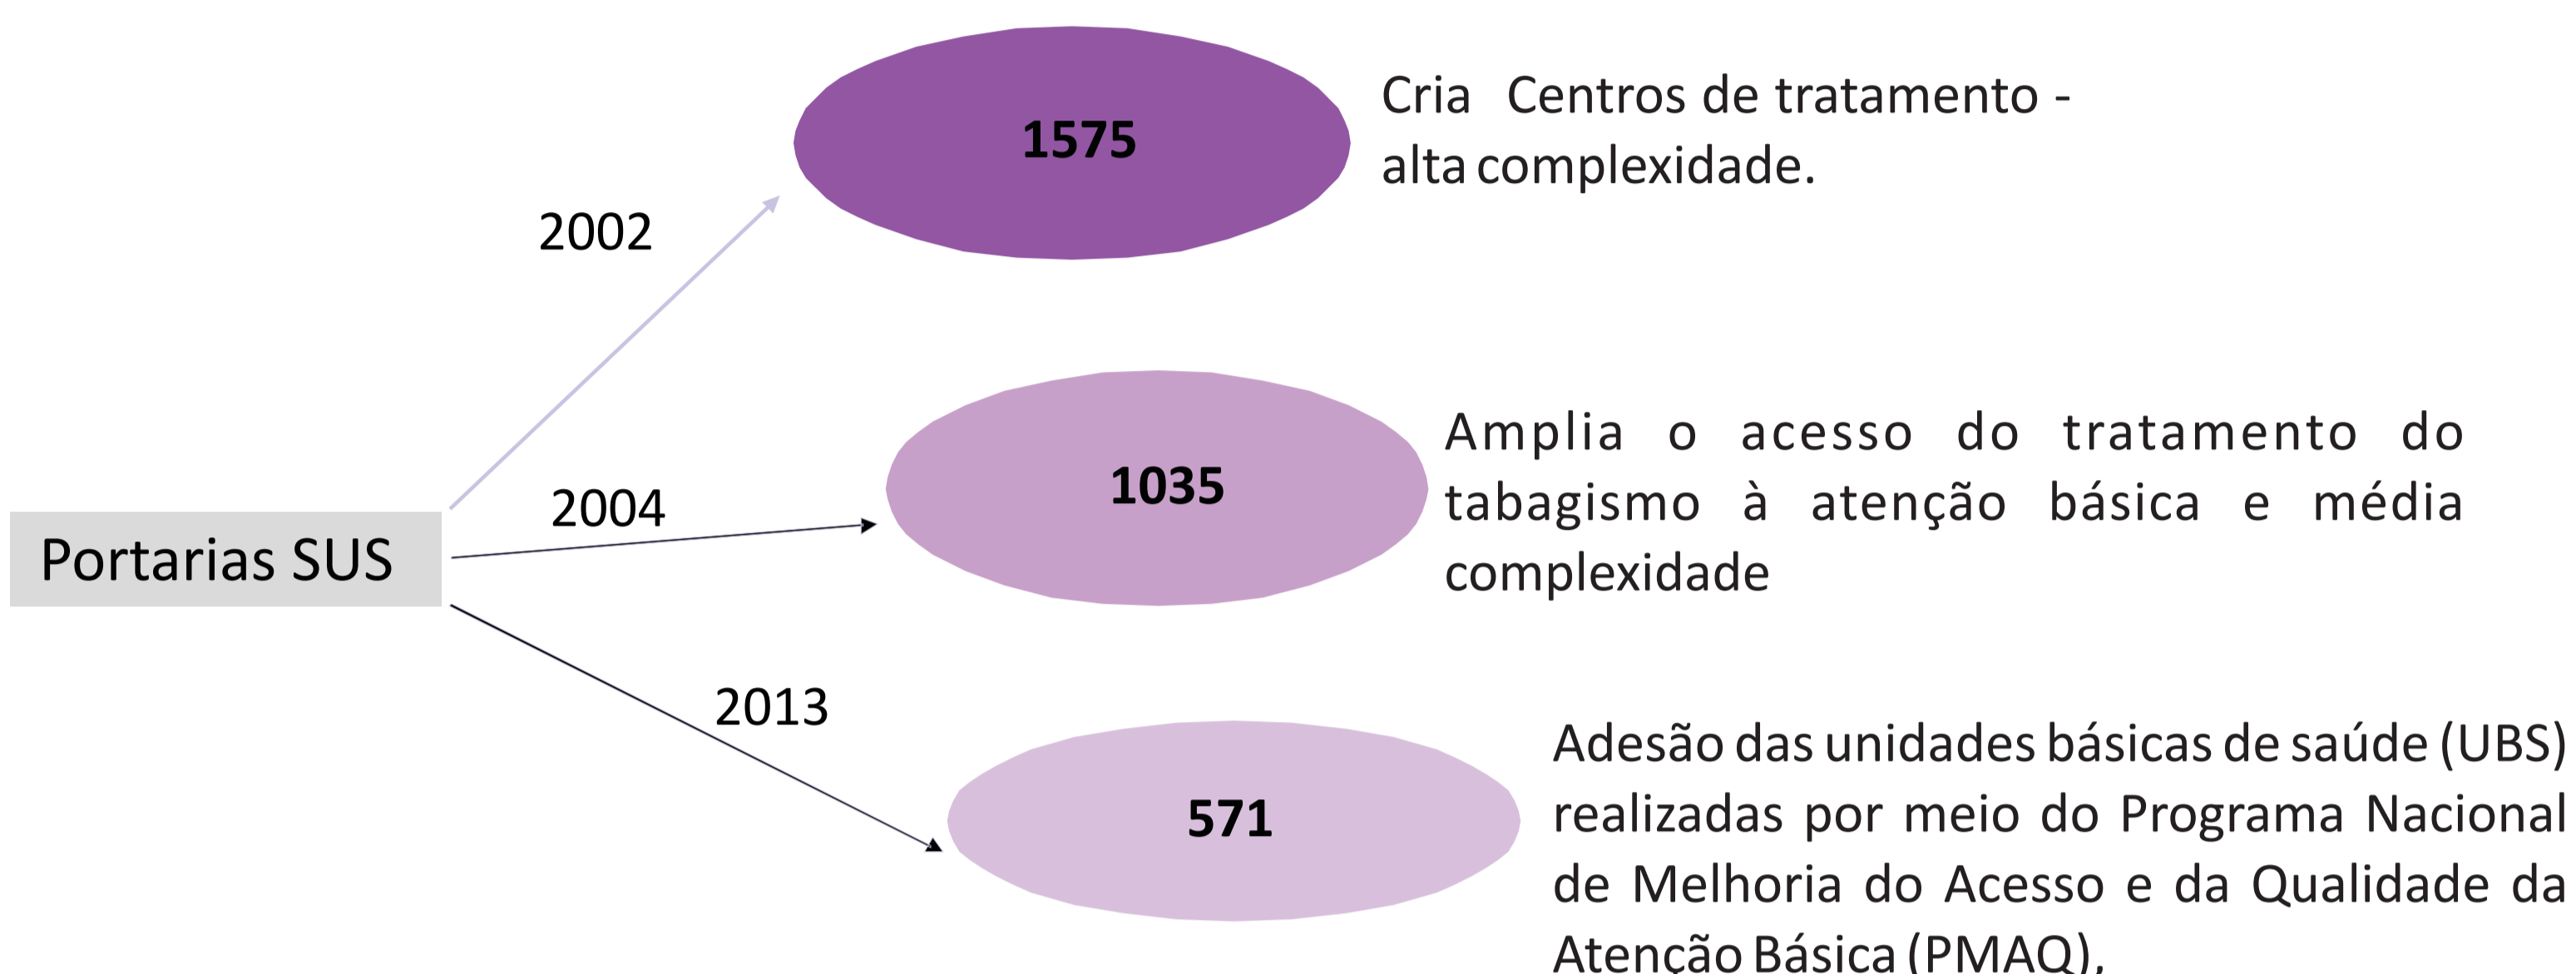 1575
Cria Centros de tratamento -
alta complexidade.
2002
1035
Amplia o acesso do tratamento do
tabagismo à atenção básica e média
complexidade
2004
Portarias SUS
2013
571
Adesão das unidades básicas de saúde (UBS)
realizadas por meio do Programa Nacional
de Melhoria do Acesso e da Qualidade da
Atenção Básica (PMAQ),